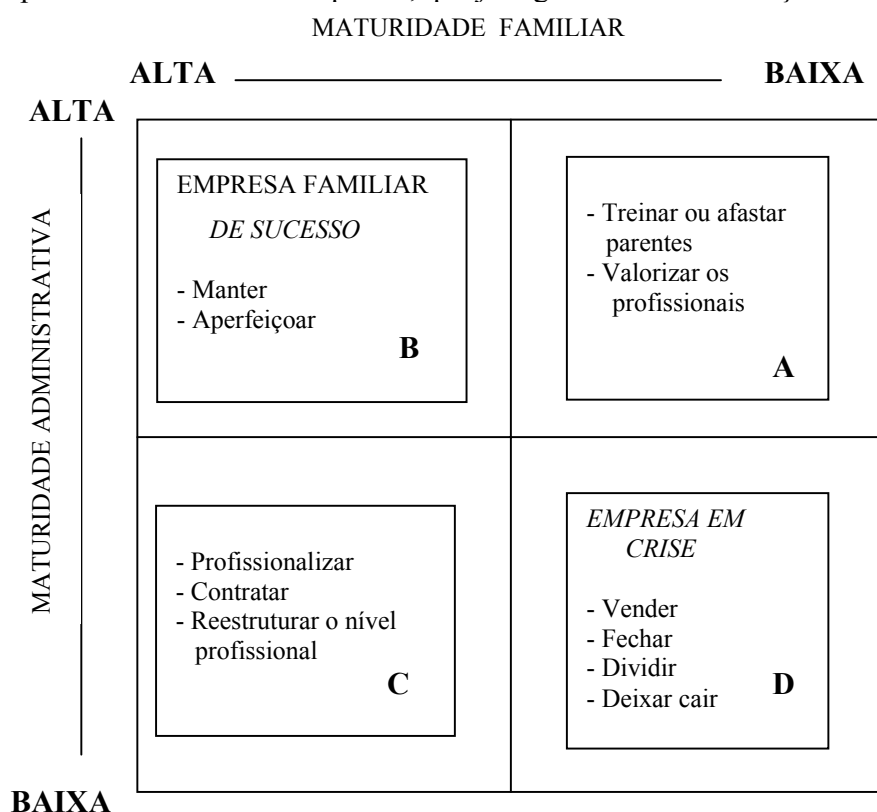 MATURIDADE FAMILIAR
ALTA
BAIXA
ALTA
MATURIDADE ADMINISTRATIVA
EMPRESA FAMILIAR
DE SUCESSO
- Manter
- Aperfeiçoar
B
- Treinar ou afastar
parentes
- Valorizar os
profissionais
A
- Profissionalizar
- Contratar
- Reestruturar o nível
profissional
C
EMPRESA EM
CRISE
- Vender
- Fechar
- Dividir
- Deixar cair
D
BAIXA